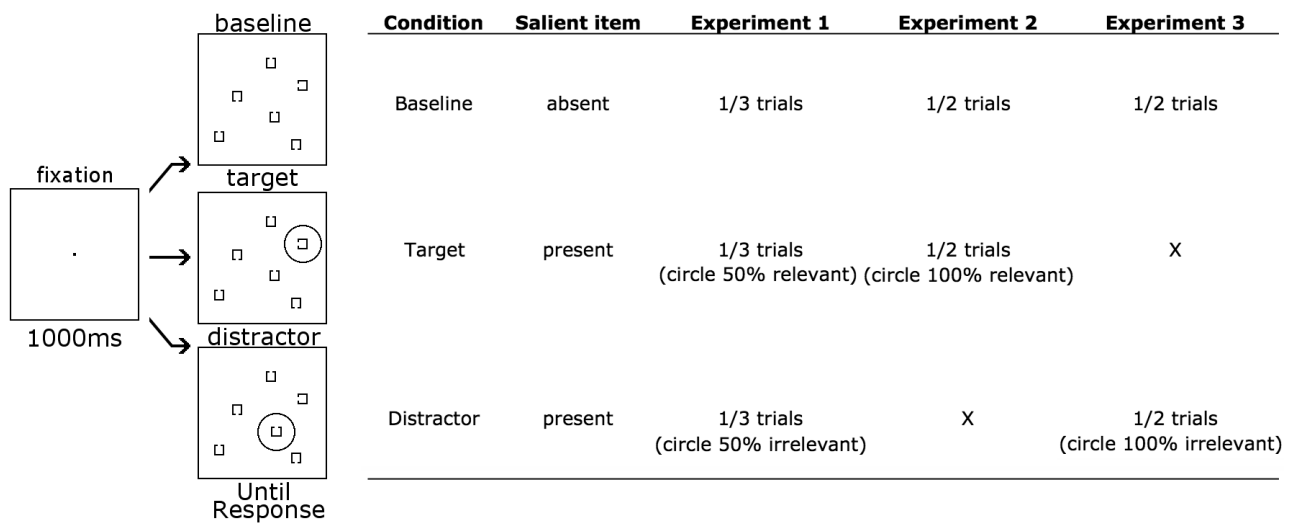 baseline
fixation
target
1000ms
distractor
Until
Response
Condition Salient item Experiment 1 Experiment 2 Experiment 3
Baseline absent 1/3 trials 1/2 trials 1/2 trials
Target present 1/3 trials 1/2 trials X
(circle 50% relevant) (circle 100% relevant)
Distractor present 1/3 trials X 1/2 trials
(circle 50% irrelevant) (circle 100% irrelevant)